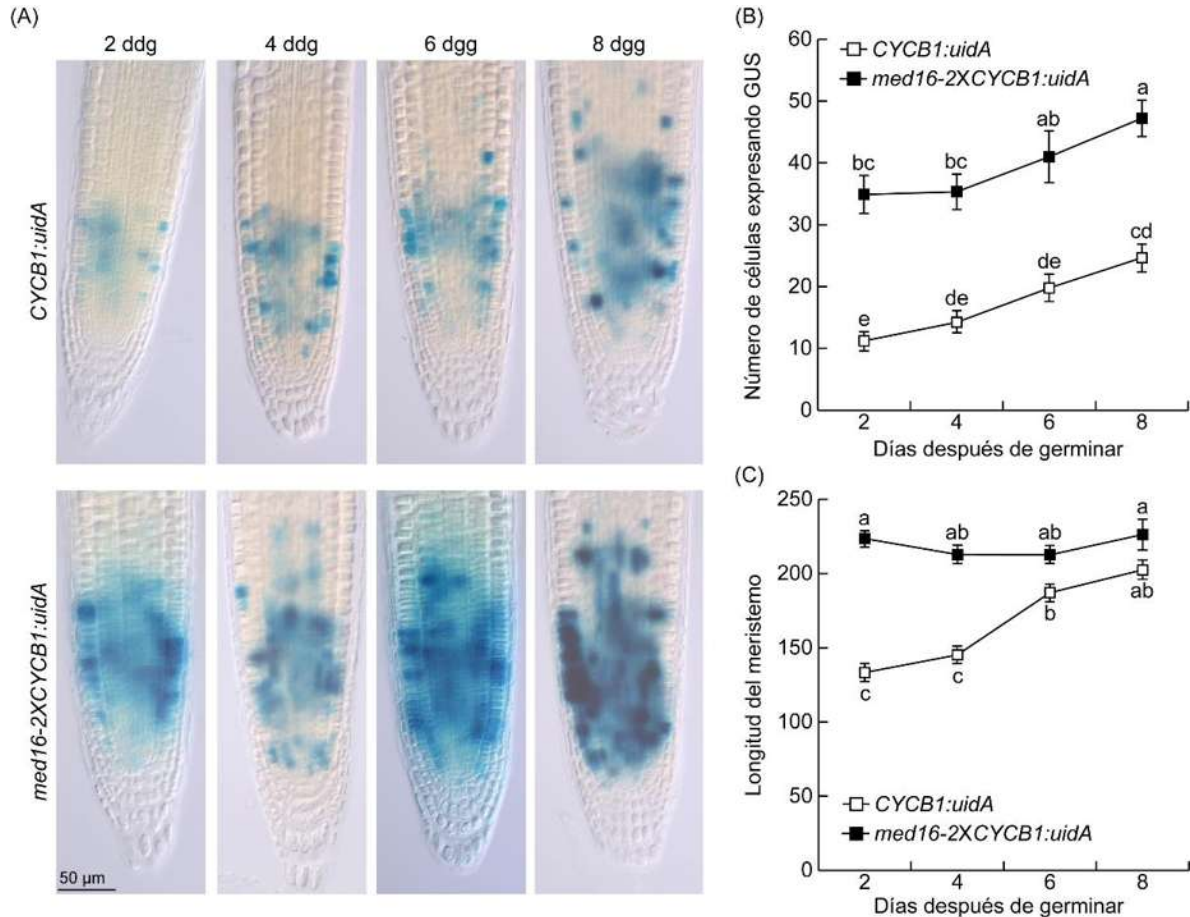 (A)
2 ddg
4 ddg
6 dgg
8 dgg
CYCB1:uidA
med16-2XCYCB1:uidA
50 µm
(B)
Número de células expresando GUS
60
50
40
30
20
10
0
CYCB1:uidA
med16-2XCYCB1:uidA
bc
bc
ab
a
e
de
de
cd
2
4
6
8
Días después de germinar
(C)
Longitud del meristemo
250
200
150
100
50
0
a
ab
ab
a
c
c
b
ab
CYCB1:uidA
med16-2XCYCB1:uidA
2
4
6
8
Días después de germinar